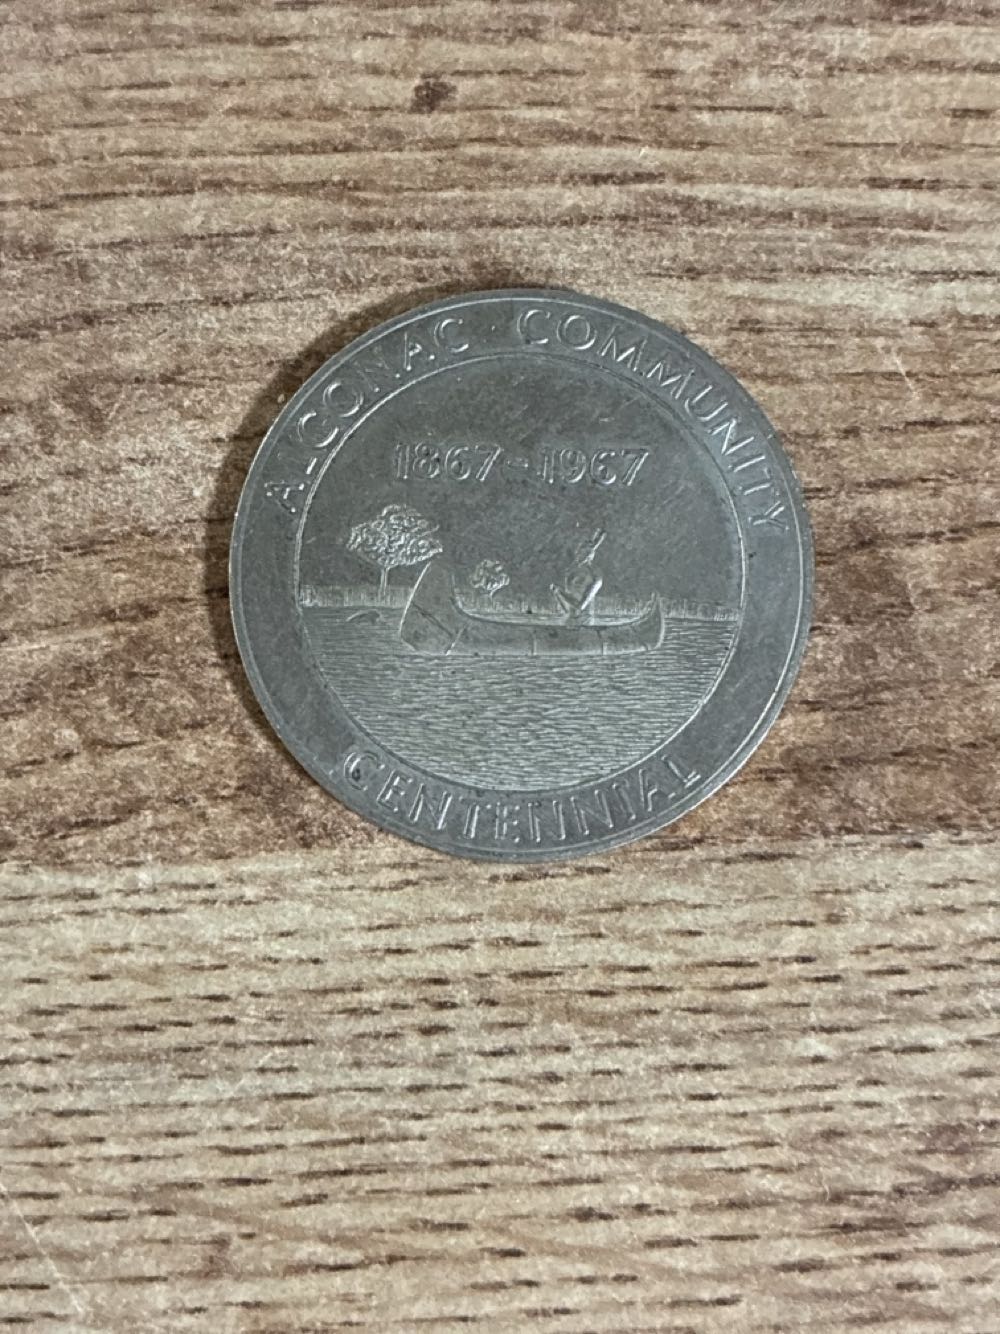 ALGONAC · COMMUNITY
1867-1967
CENTENNIAL